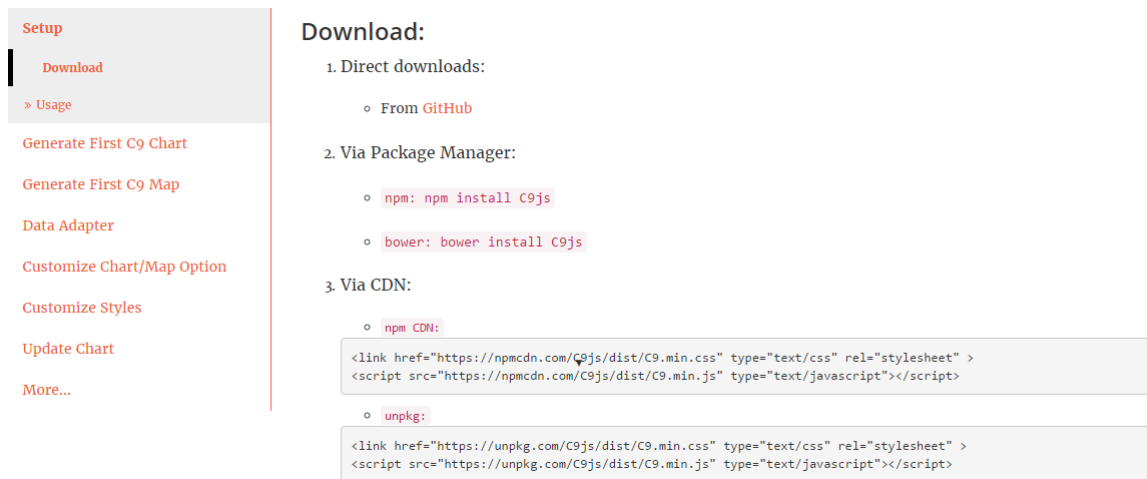 Setup
Download
» Usage
Generate First C9 Chart
Generate First C9 Map
Data Adapter
Customize Chart/Map Option
Customize Styles
Update Chart
More...
Download:
1. Direct downloads:
From GitHub
2. Via Package Manager:
npm: npm install C9js
bower: bower install C9js
3. Via CDN:
npm CDN:
<link href="https://npmcdn.com/C9js/dist/C9.min.css" type="text/css" rel="stylesheet" >
<script src="https://npmcdn.com/C9js/dist/C9.min.js" type="text/javascript"></script>
unpkg:
<link href="https://unpkg.com/C9js/dist/C9.min.css" type="text/css" rel="stylesheet" >
<script src="https://unpkg.com/C9js/dist/C9.min.js" type="text/javascript"></script>